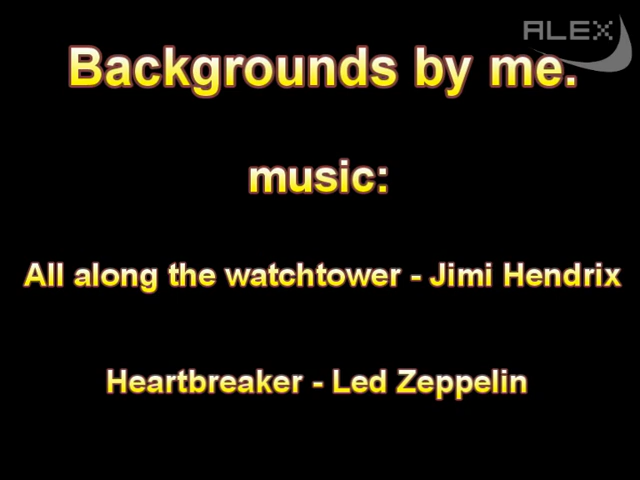 ALEX
Backgrounds by me.
music:
All along the watchtower - Jimi Hendrix
Heartbreaker - Led Zeppelin